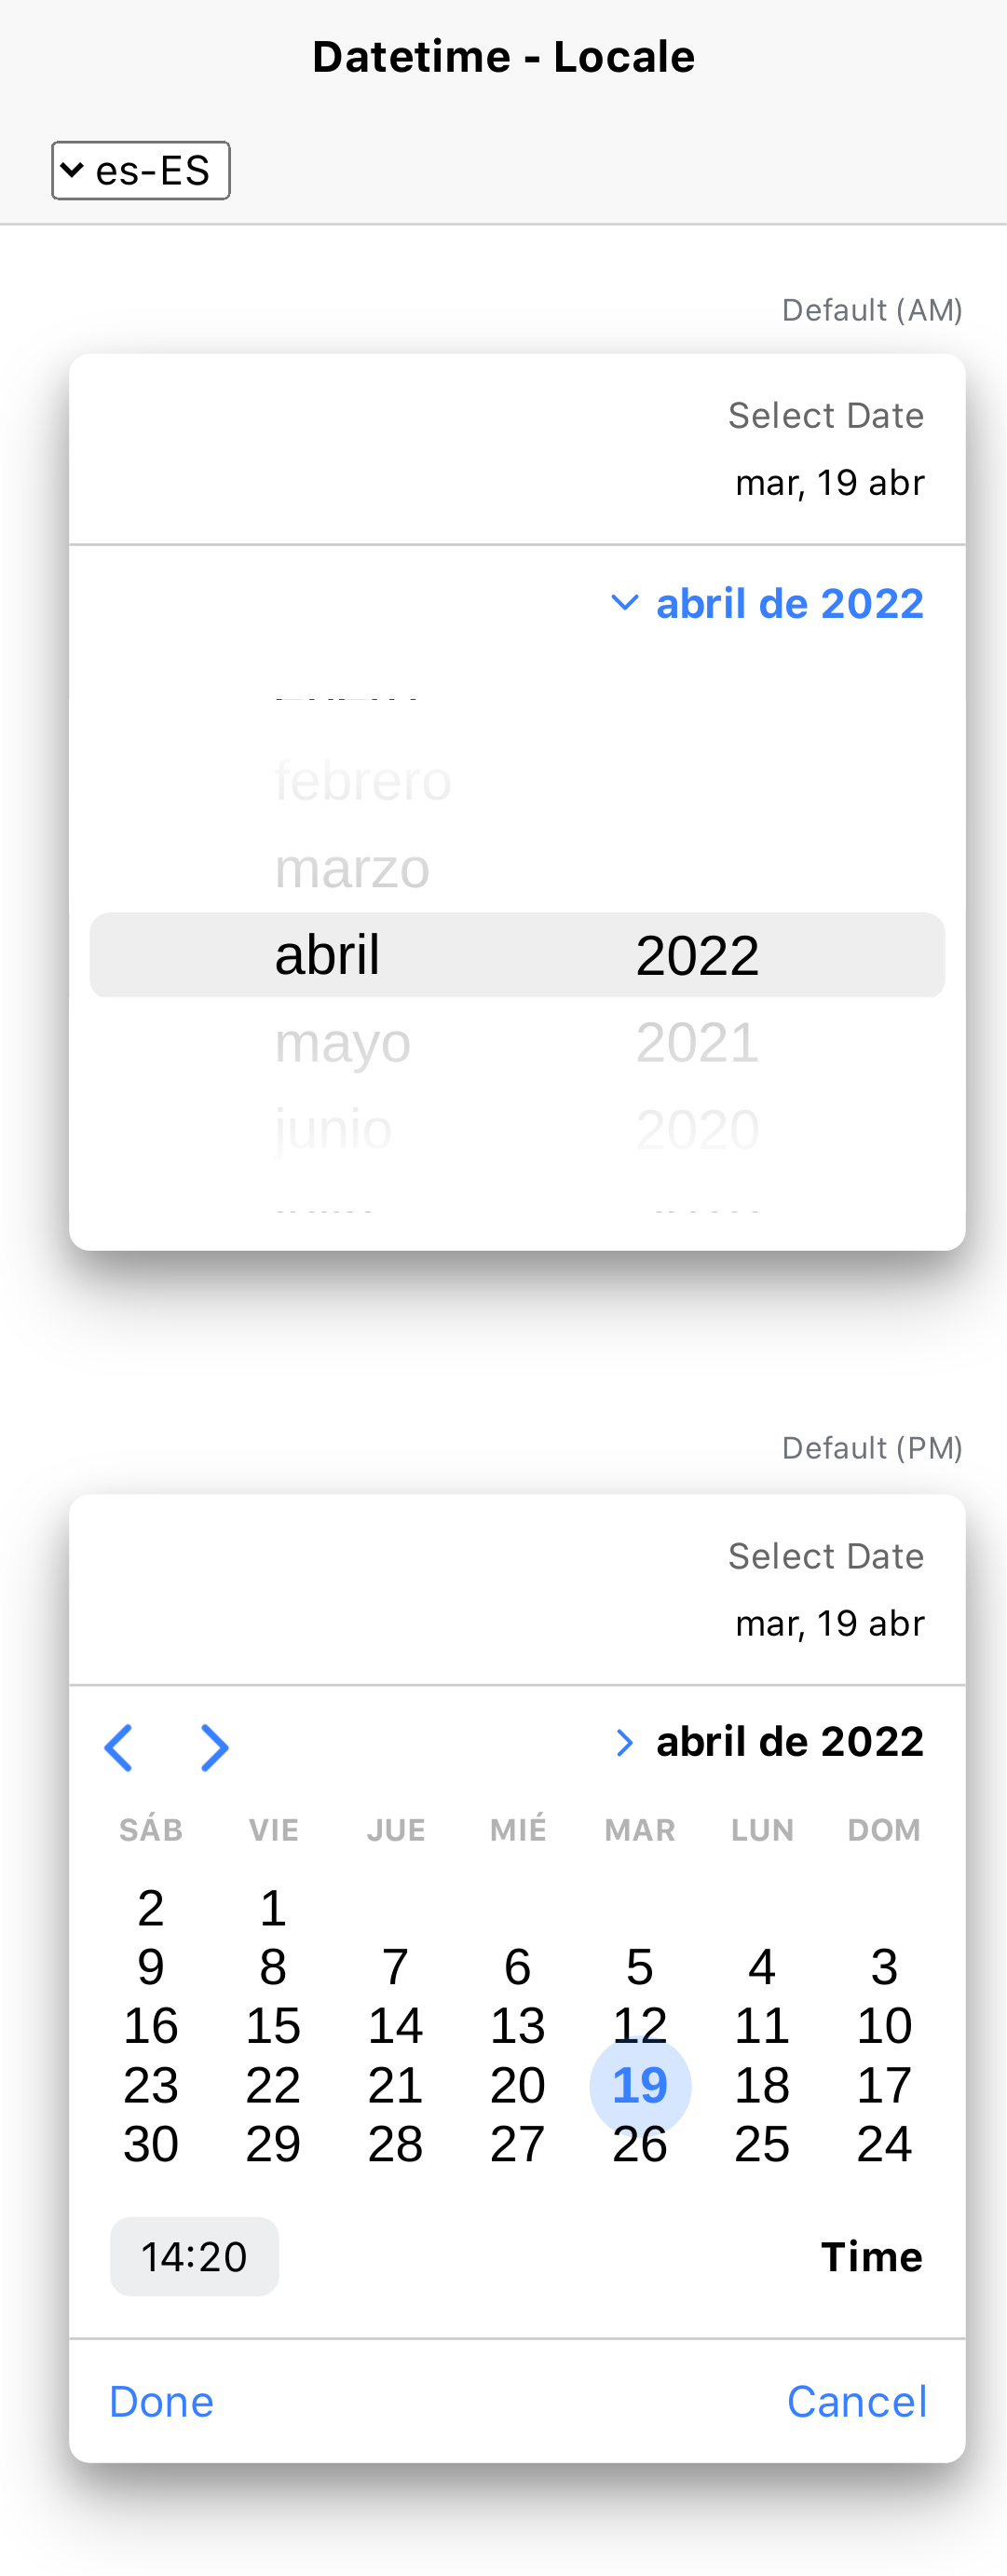 Datetime - Locale
es-ES
Default (AM)
Select Date
mar, 19 abr
abril de 2022
febrero
marzo
abril 2022
mayo 2021
junio 2020
Default (PM)
Select Date
mar, 19 abr
abril de 2022
SÁB VIE JUE MIÉ MAR LUN DOM
2 1
9 8 7 6 5 4 3
16 15 14 13 12 11 10
23 22 21 20 19 18 17
30 29 28 27 26 25 24
14:20 Time
Done Cancel